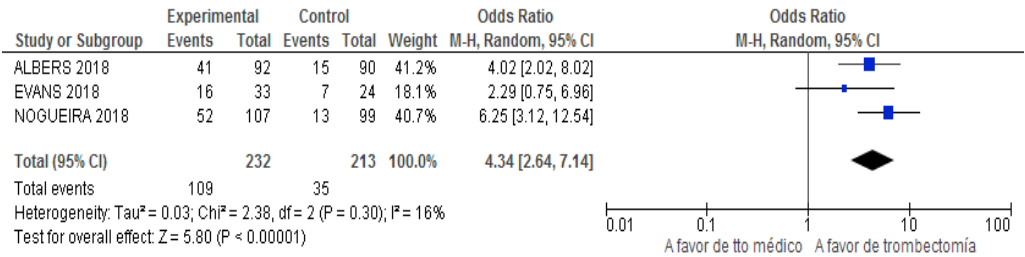 Experimental Control Odds Ratio Odds Ratio
Study or Subgroup Events Total Events Total Weight M-H, Random, 95% CI M-H, Random, 95% CI
ALBERS 2018 41 92 15 90 41.2% 4.02 [2.02, 8.02]
EVANS 2018 16 33 7 24 18.1% 2.29 [0.75, 6.96]
NOGUEIRA 2018 52 107 13 99 40.7% 6.25 [3.12, 12.54]
Total (95% CI) 232 213 100.0% 4.34 [2.64, 7.14]
Total events 109 35
Heterogeneity: Tau² = 0.03; Chi² = 2.38, df = 2 (P = 0.30); I² = 16%
Test for overall effect: Z = 5.80 (P < 0.00001)
0.01 0.1 1 10 100
A favor de tto médico A favor de trombectomía